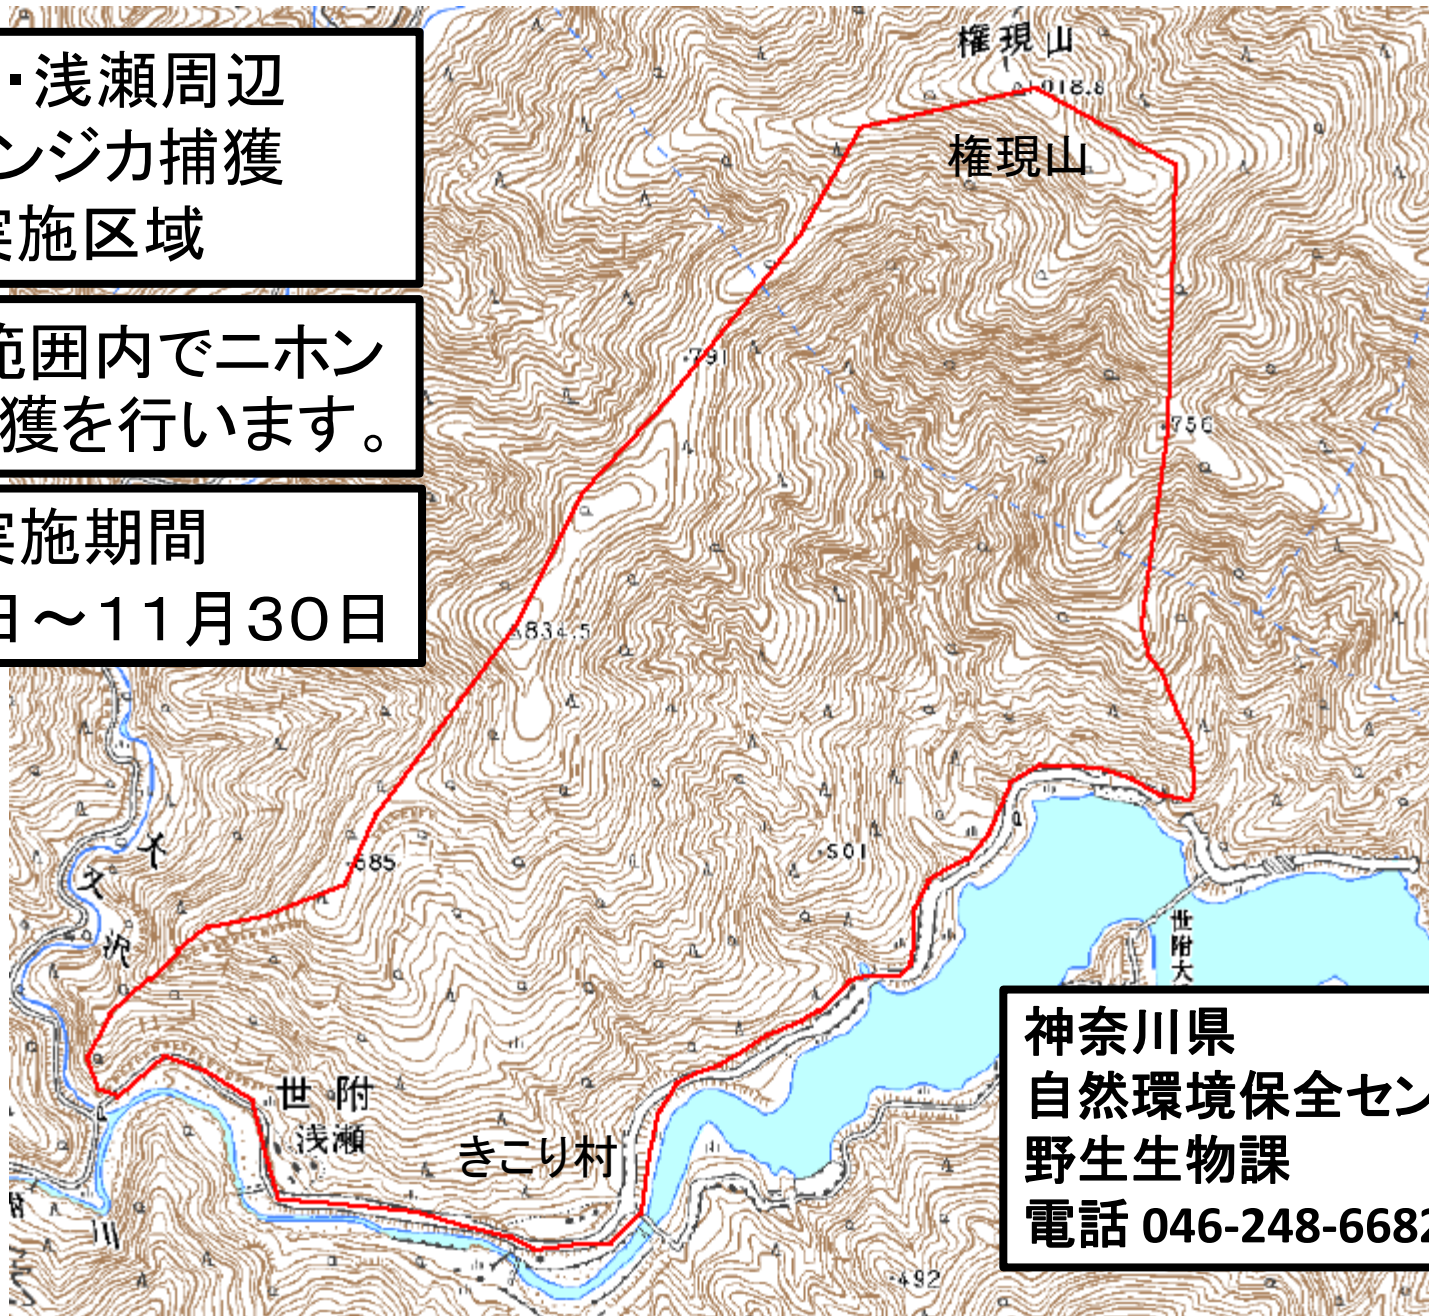 ・浅瀬周辺
ンジカ捕獲
実施区域
範囲内でニホン
獲を行います。
実施期間
日～11月30日
権現山
1018.8
権現山
791
756
834.5
685
501
大久沢
世附
浅瀬
きこり村
世附大
川
492
神奈川県
自然環境保全セン
野生生物課
電話 046-248-6682